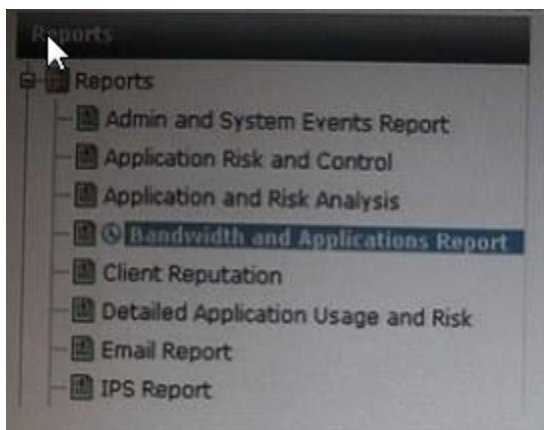 Reports
Reports
Admin and System Events Report
Application Risk and Control
Application and Risk Analysis
Bandwidth and Applications Report
Client Reputation
Detailed Application Usage and Risk
Email Report
IPS Report